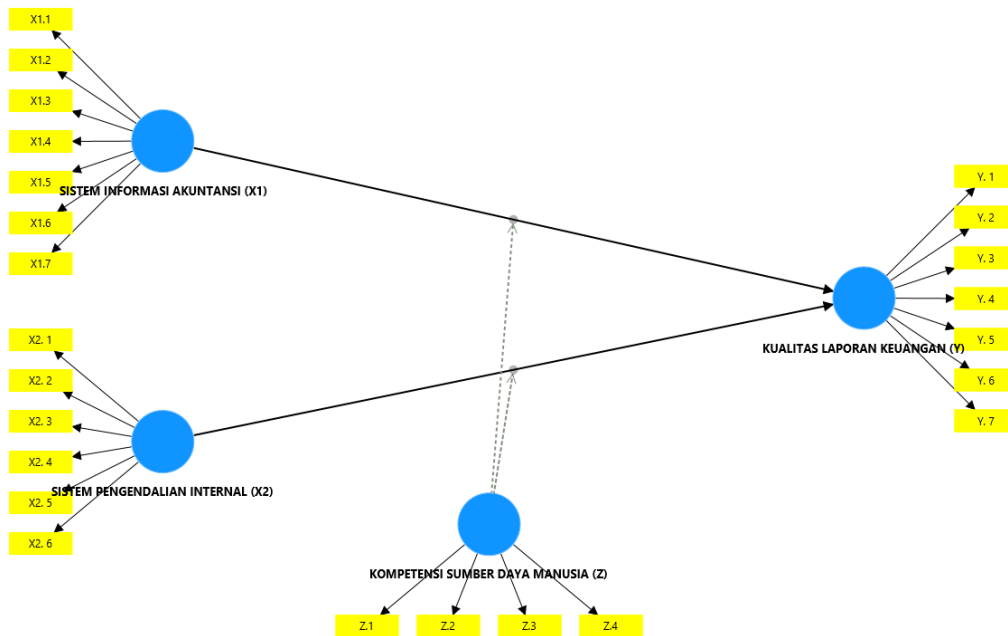 X1.1
X1.2
X1.3
X1.4
X1.5
SISTEM INFORMASI AKUNTANSI (X1)
X1.6
X1.7
Y. 1
Y. 2
Y. 3
Y. 4
Y. 5
KUALITAS LAPORAN KEUANGAN (Y)
Y. 6
Y. 7
X2. 1
X2. 2
X2. 3
X2. 4
SISTEM PENGENDALIAN INTERNAL (X2)
X2. 5
X2. 6
KOMPETENSI SUMBER DAYA MANUSIA (Z)
Z.1
Z.2
Z.3
Z.4